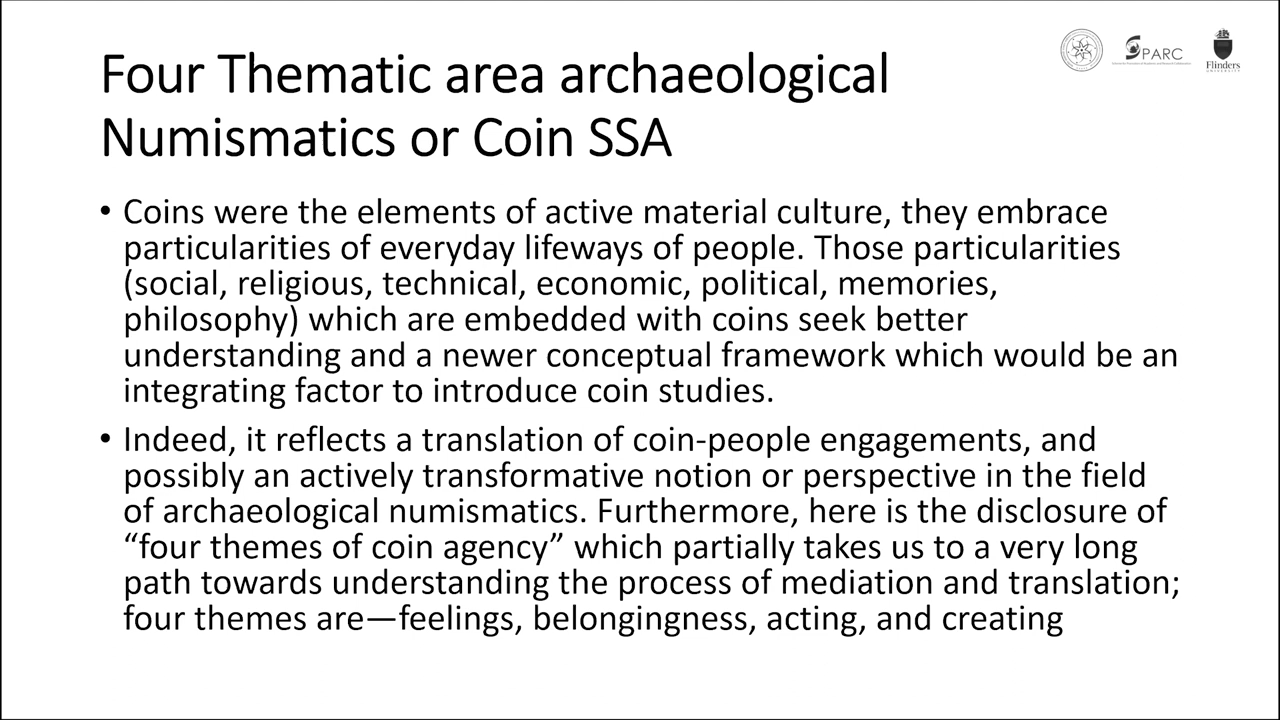 Four Thematic area archaeological
Numismatics or Coin SSA
SPARC
Flinders
UNIVERSITY
• Coins were the elements of active material culture, they embrace
particularities of everyday lifeways of people. Those particularities
(social, religious, technical, economic, political, memories,
philosophy) which are embedded with coins seek better
understanding and a newer conceptual framework which would be an
integrating factor to introduce coin studies.
• Indeed, it reflects a translation of coin-people engagements, and
possibly an actively transformative notion or perspective in the field
of archaeological numismatics. Furthermore, here is the disclosure of
“four themes of coin agency” which partially takes us to a very long
path towards understanding the process of mediation and translation;
four themes are—feelings, belongingness, acting, and creating